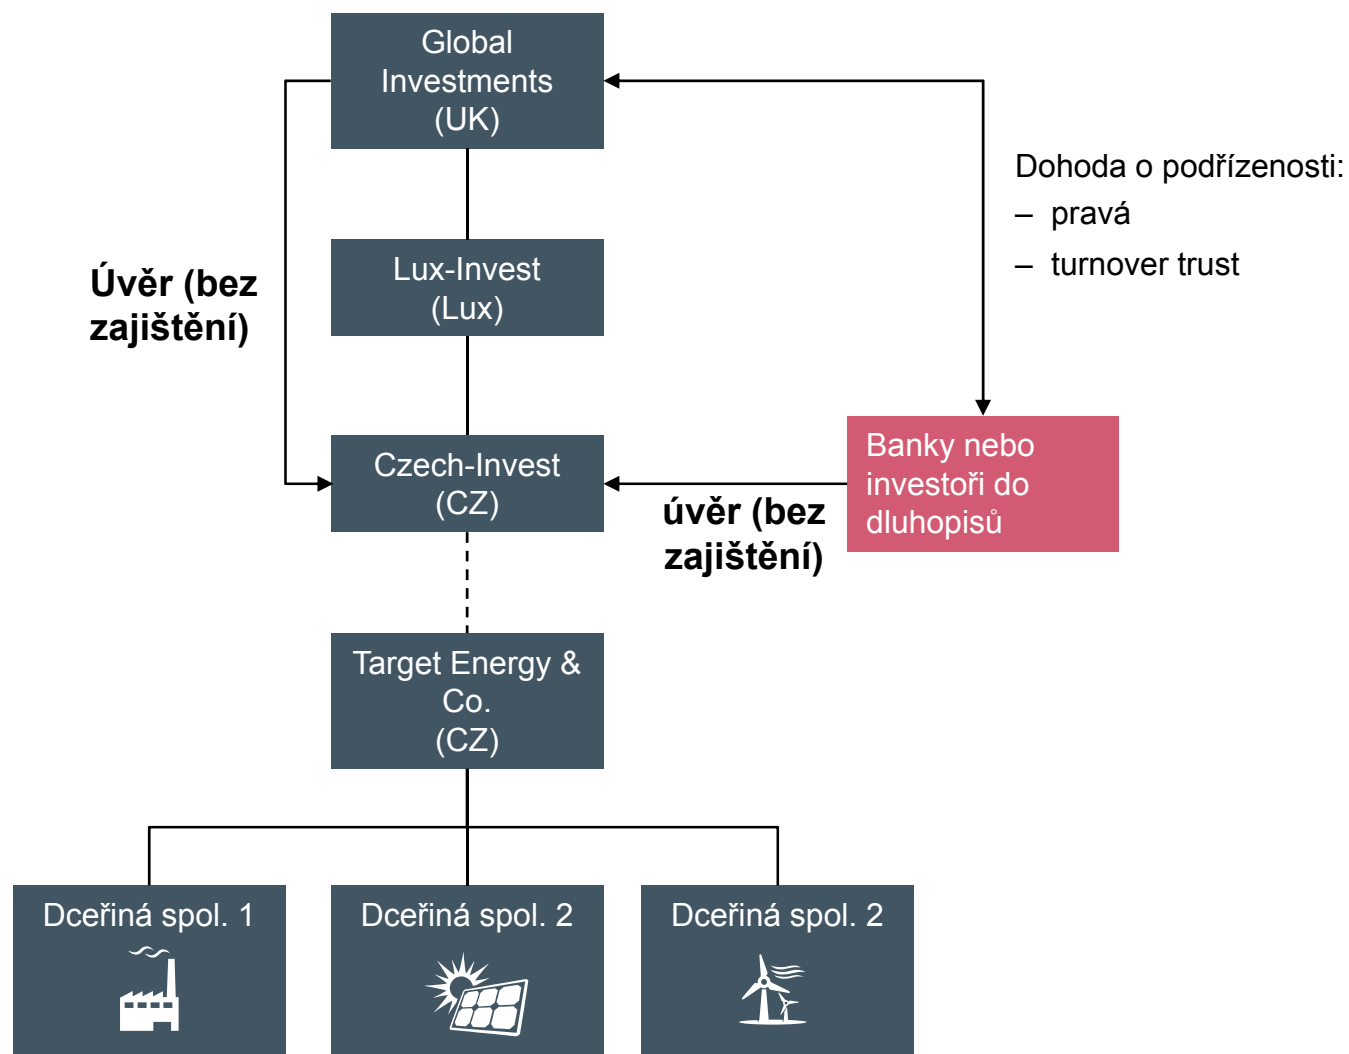 Global
Investments
(UK)
Dohoda o podřízenosti:
– pravá
– turnover trust
Lux-Invest
(Lux)
Úvěr (bez
zajištění)
Czech-Invest
(CZ)
Banky nebo
investoři do
dluhopisů
úvěr (bez
zajištění)
Target Energy &
Co.
(CZ)
Dceřiná spol. 1
Dceřiná spol. 2
Dceřiná spol. 2